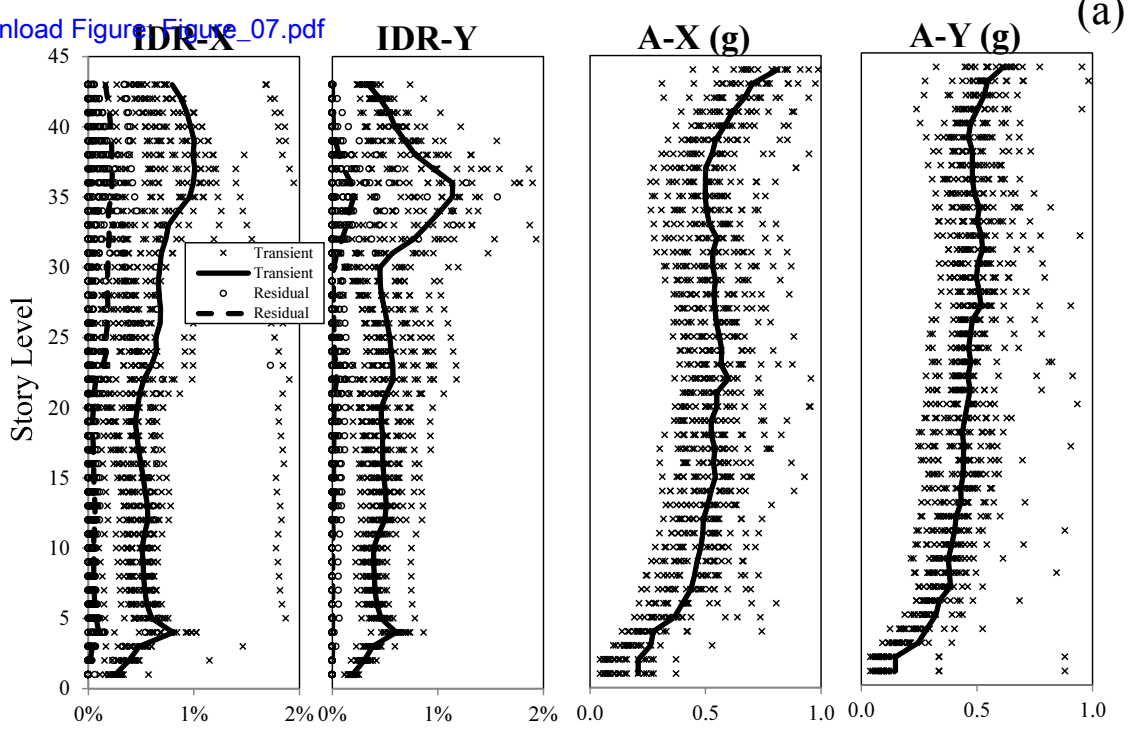 (a)
nload Figure: Figure_07.pdf
IDR-X
IDR-Y
A-X (g)
A-Y (g)
Story Level
45
40
35
30
25
20
15
10
5
0
Transient
Transient
Residual
Residual
0% 1% 2%
0% 1% 2%
0.0 0.5 1.0
0.0 0.5 1.0